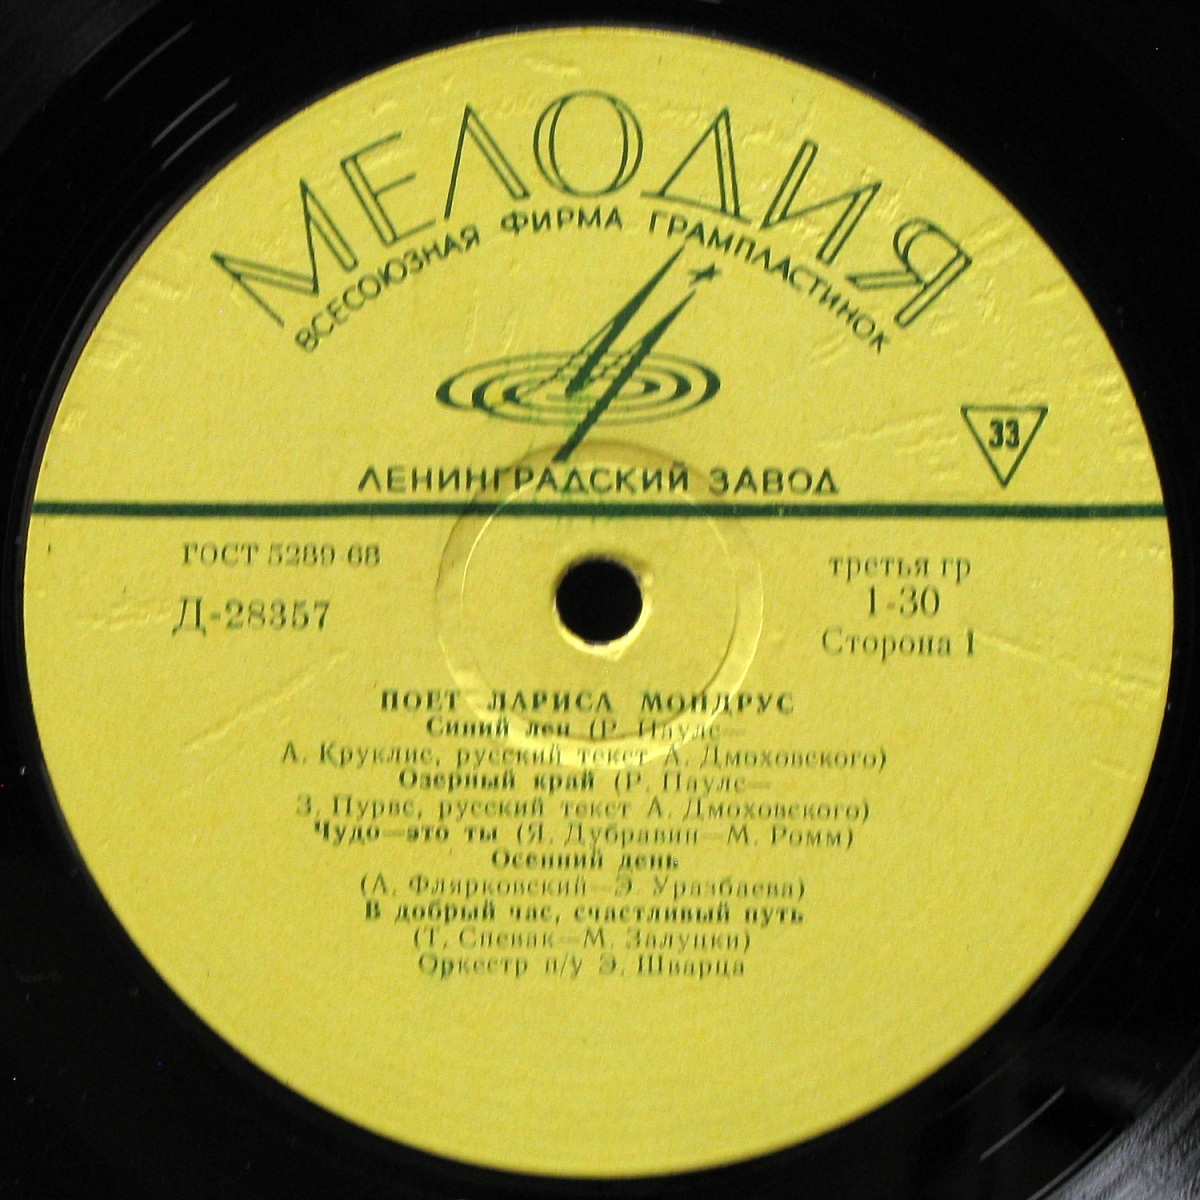 МЕЛОДИЯ
ВСЕСОЮЗНАЯ ФИРМА ГРАМПЛАСТИНОК
33
ЛЕНИНГРАДСКИЙ ЗАВОД
ГОСТ 5289-68
третья гр
Д-28357
1-30
Сторона 1
ПОЕТ ЛАРИСА МОНДРУС
Синий лен (Р. Паулс—
А. Круклис, русский текст А. Дмоховского)
Озерный край (Р. Паулс—
З. Пурвс, русский текст А. Дмоховского)
Чудо—это ты (Я. Дубравин—М. Ромм)
Осенний день
(А. Флярковский—Э. Уразбаева)
В добрый час, счастливый путь
(Т. Спевак—М. Залуцки)
Оркестр п/у Э. Шварца